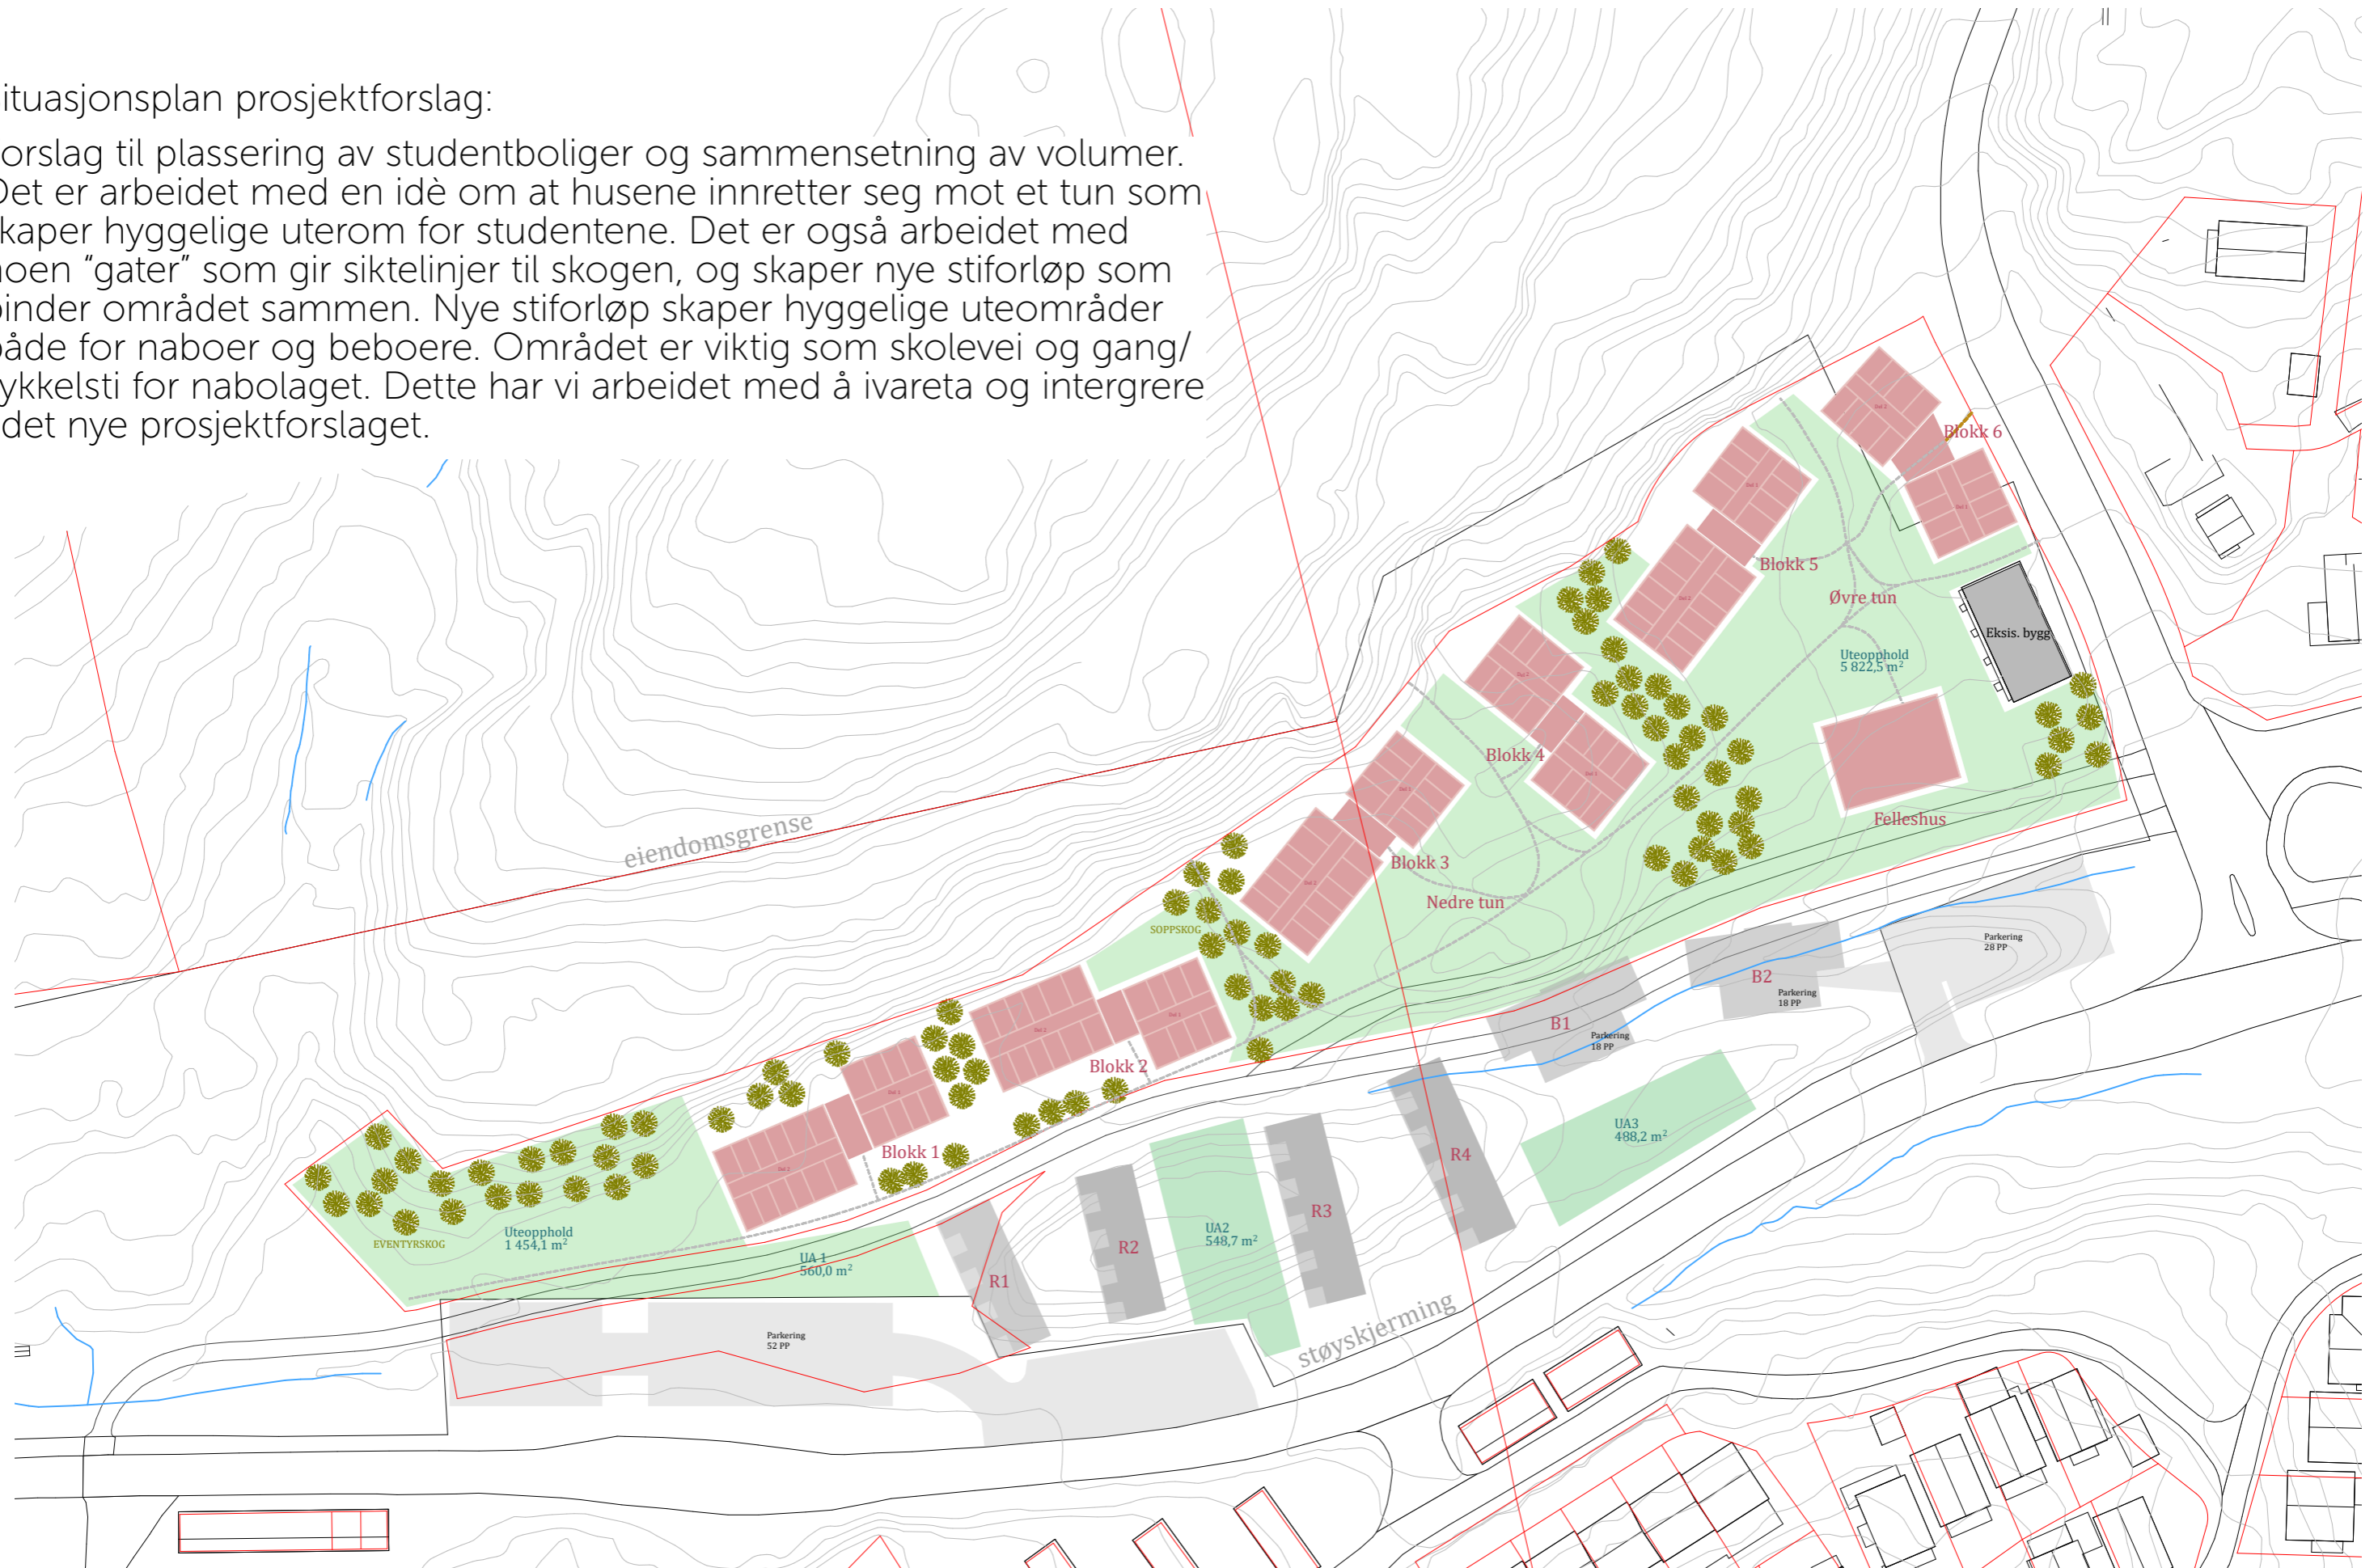 ituasjonsplan prosjektforslag:
orslag til plassering av studentboliger og sammensetning av volumer.
Det er arbeidet med en idè om at husene innretter seg mot et tun som
kaper hyggelige uterom for studentene. Det er også arbeidet med
noen “gater” som gir siktelinjer til skogen, og skaper nye stiforløp som
binder området sammen. Nye stiforløp skaper hyggelige uteområder
både for naboer og beboere. Området er viktig som skolevei og gang/
ykkelsti for nabolaget. Dette har vi arbeidet med å ivareta og intergrere
det nye prosjektforslaget.
Blokk 6
Blokk 5
Øvre tun
Eksis. bygg
Uteopphold
5 822,5 m²
Blokk 4
Felleshus
eiendomsgrense
Blokk 3
Nedre tun
SOPPSKOG
Parkering
28 PP
B2
Parkering
18 PP
B1
Parkering
18 PP
Blokk 2
UA3
488,2 m²
Blokk 1
R4
R3
UA2
548,7 m²
R2
Uteopphold
1 454,1 m²
EVENTYRSKOG
UA 1
560,0 m²
R1
støyskjerming
Parkering
52 PP